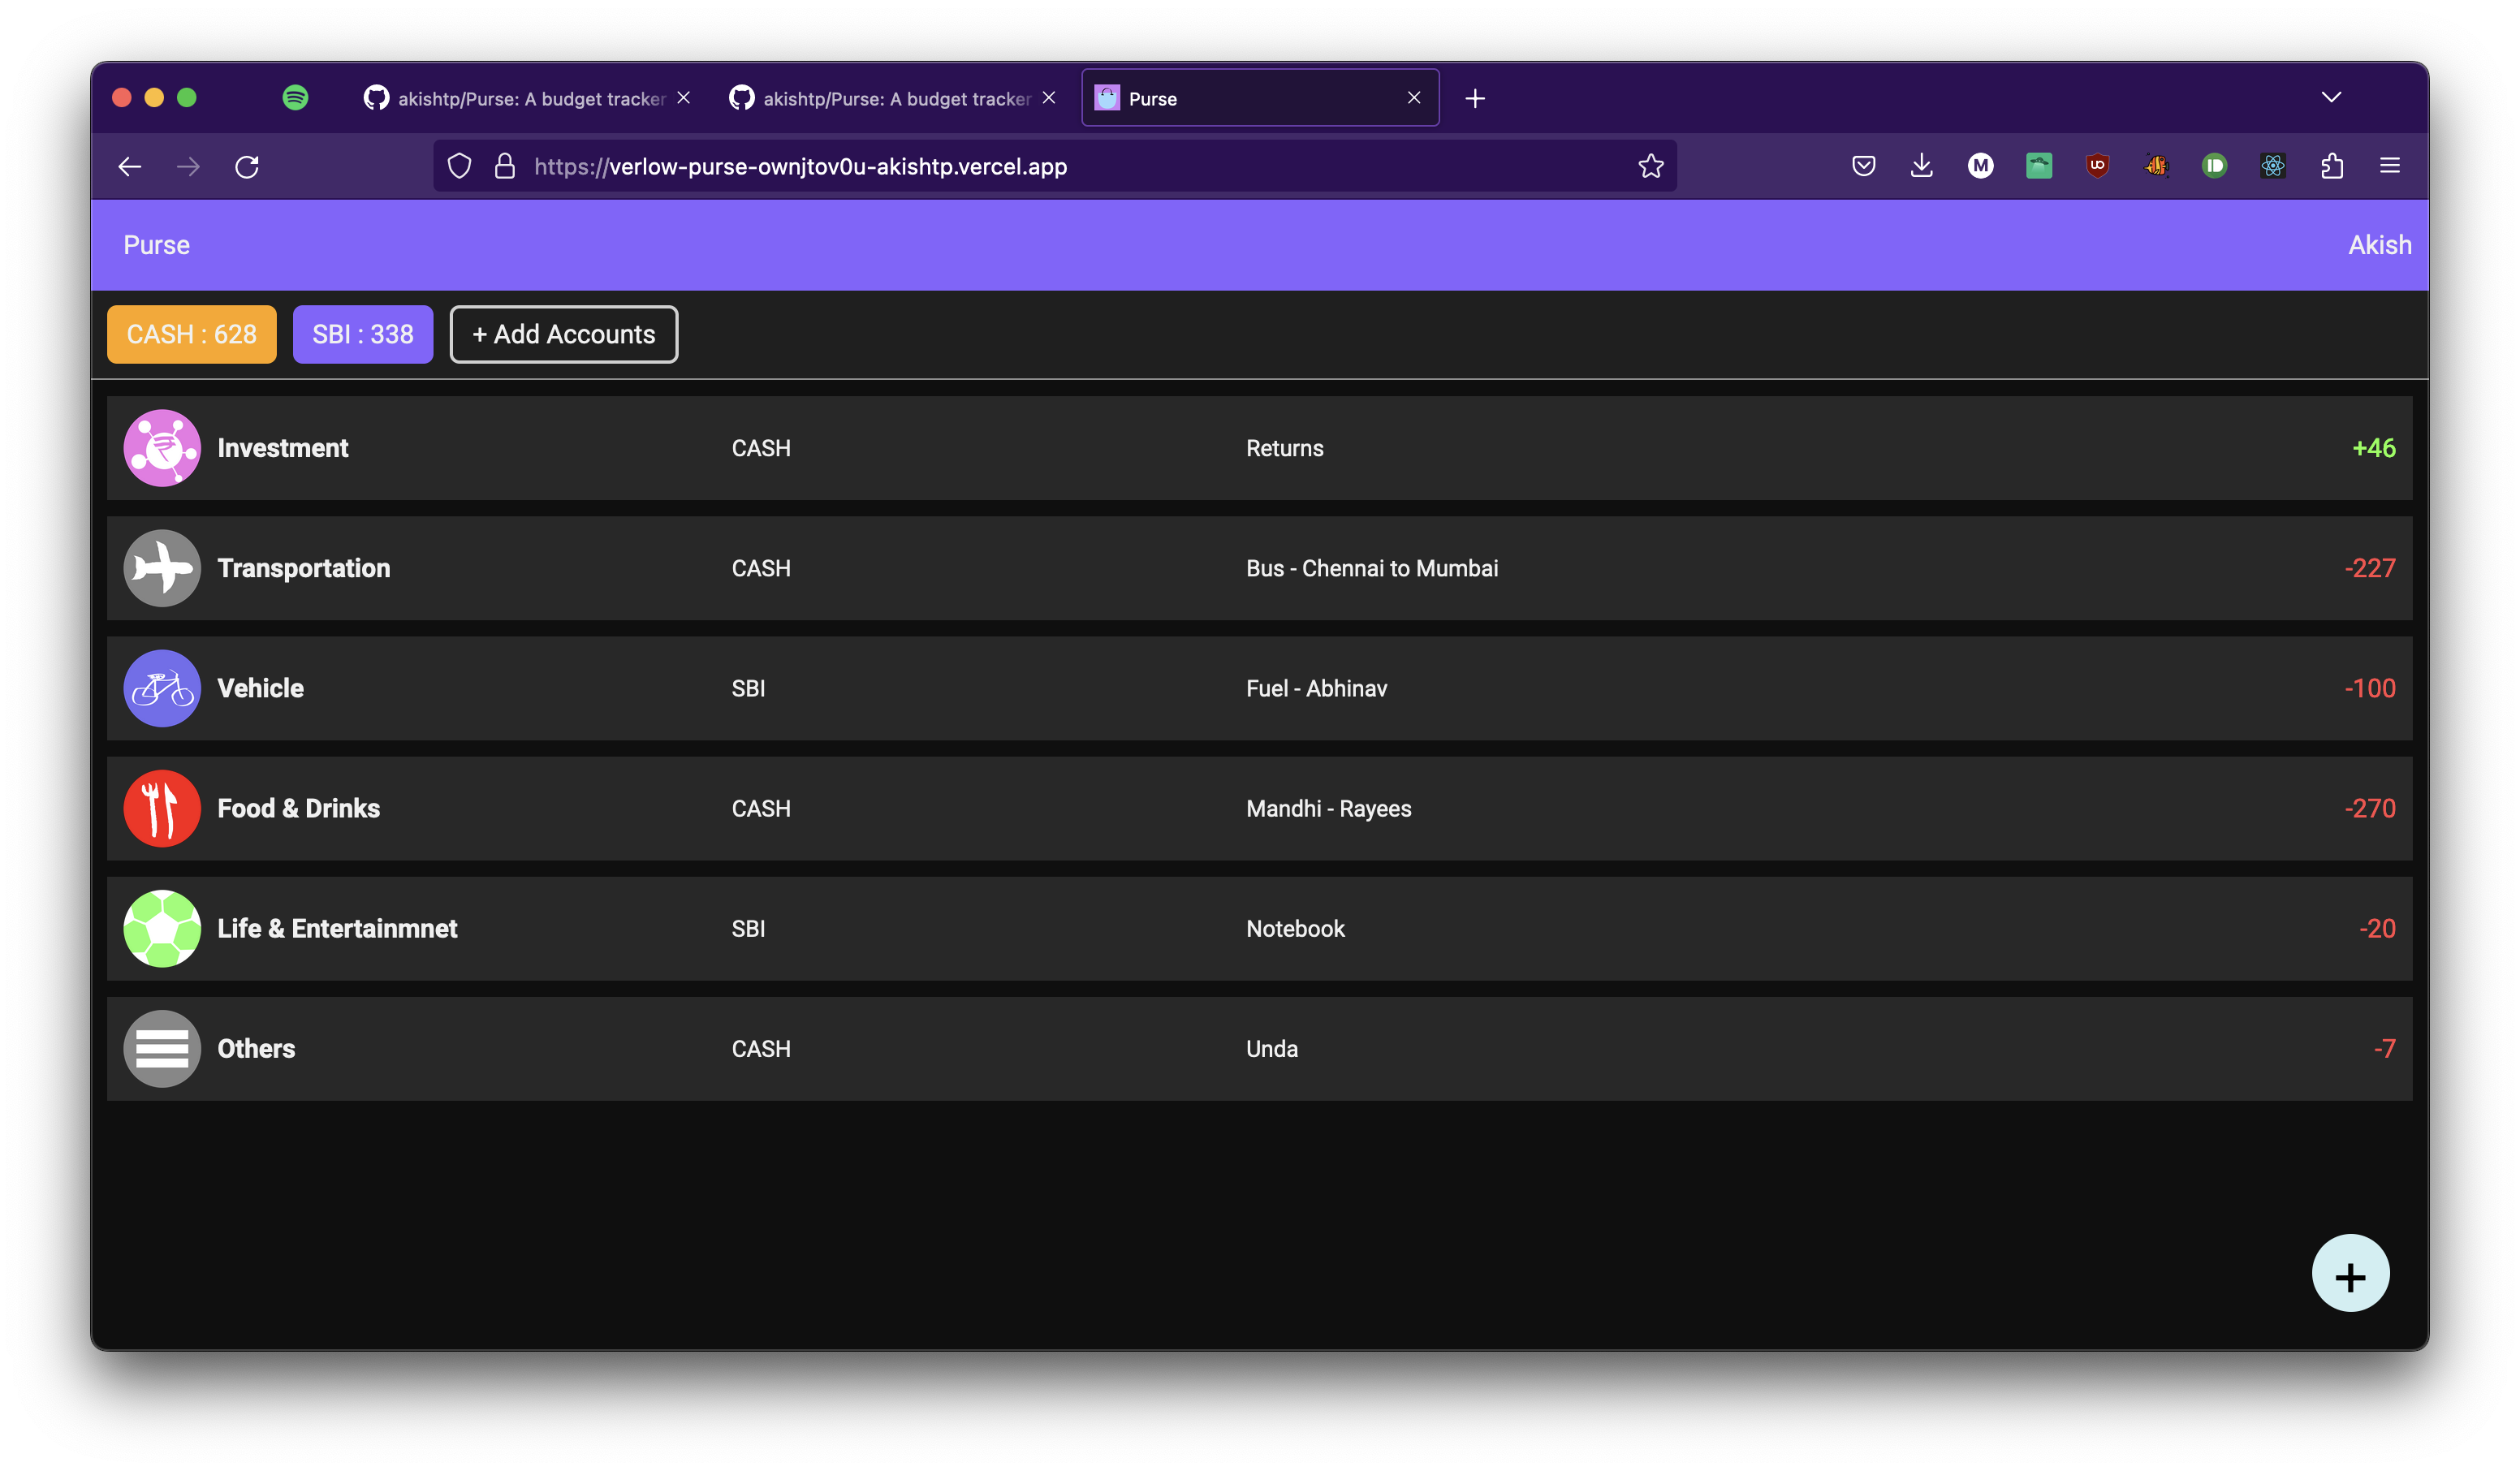 akishtp/Purse: A budget tracker
akishtp/Purse: A budget tracker
Purse
https://verlow-purse-ownjtov0u-akishtp.vercel.app
Purse
Akish
CASH : 628
SBI : 338
+ Add Accounts
Investment CASH Returns +46
Transportation CASH Bus - Chennai to Mumbai -227
Vehicle SBI Fuel - Abhinav -100
Food & Drinks CASH Mandhi - Rayees -270
Life & Entertainmnet SBI Notebook -20
Others CASH Unda -7